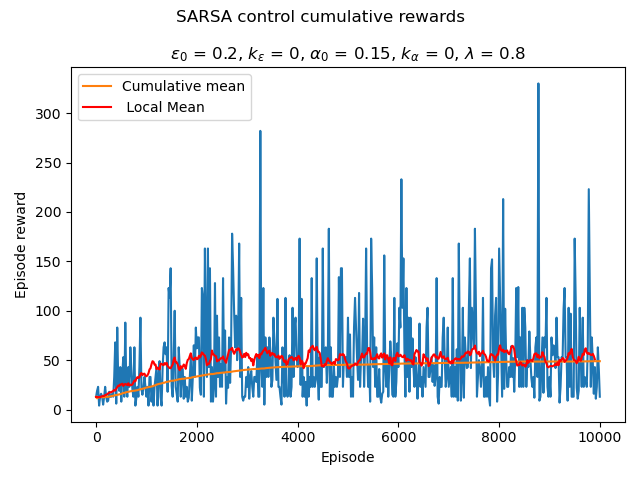 SARSA control cumulative rewards
ε₀ = 0.2, kε = 0, α₀ = 0.15, kα = 0, λ = 0.8
Cumulative mean
Local Mean
Episode reward
300
250
200
150
100
50
0
0 2000 4000 6000 8000 10000
Episode